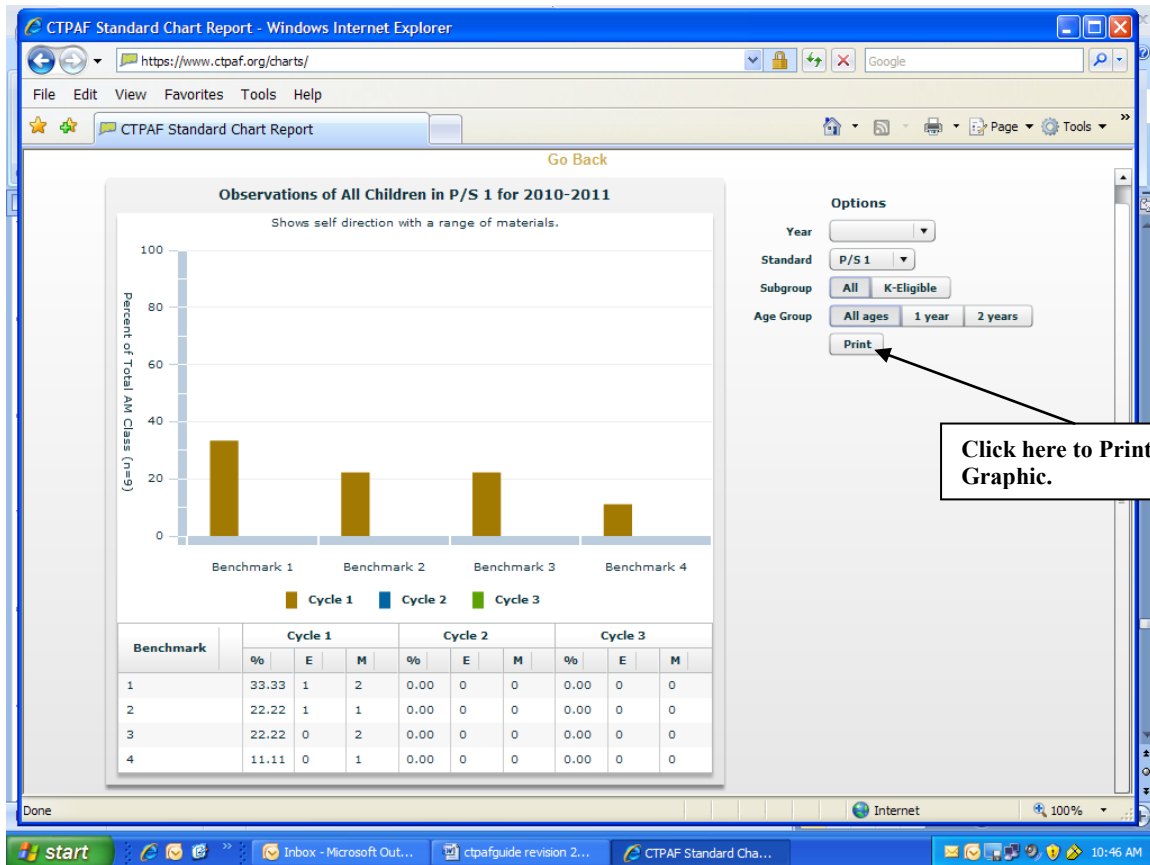 CTPAF Standard Chart Report - Windows Internet Explorer
https://www.ctpaf.org/charts/
Google
File Edit View Favorites Tools Help
CTPAF Standard Chart Report
Page Tools »
Go Back
Observations of All Children in P/S 1 for 2010-2011
Shows self direction with a range of materials.
100
80
60
40
20
0
Percent of Total AM Class (n=9)
Benchmark 1 Benchmark 2 Benchmark 3 Benchmark 4
Cycle 1 Cycle 2 Cycle 3
Benchmark Cycle 1 Cycle 2 Cycle 3
% E M % E M % E M
1 33.33 1 2 0.00 0 0 0.00 0 0
2 22.22 1 1 0.00 0 0 0.00 0 0
3 22.22 0 2 0.00 0 0 0.00 0 0
4 11.11 0 1 0.00 0 0 0.00 0 0
Options
Year
Standard P/S 1
Subgroup All K-Eligible
Age Group All ages 1 year 2 years
Print
Click here to Print
Graphic.
Done Internet 100%
start » Inbox - Microsoft Out... ctpafguide revision 2... CTPAF Standard Cha... 10:46 AM